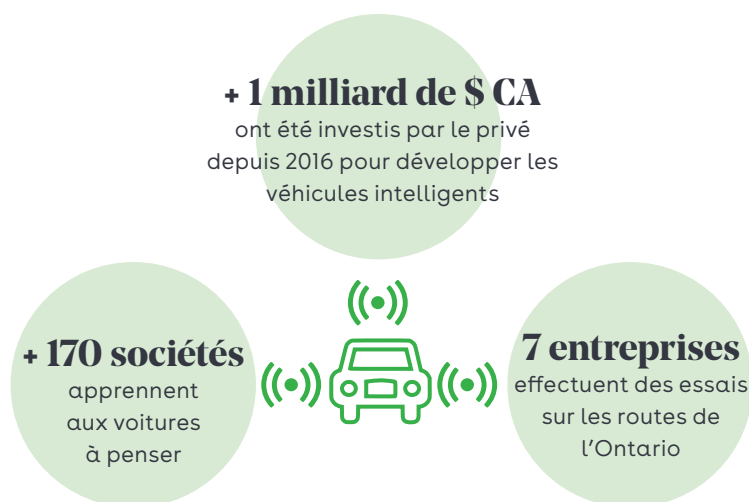 + 1 milliard de $ CA
ont été investis par le privé
depuis 2016 pour développer les
véhicules intelligents
+ 170 sociétés
apprennent
aux voitures
à penser
7 entreprises
effectuent des essais
sur les routes de
l'Ontario